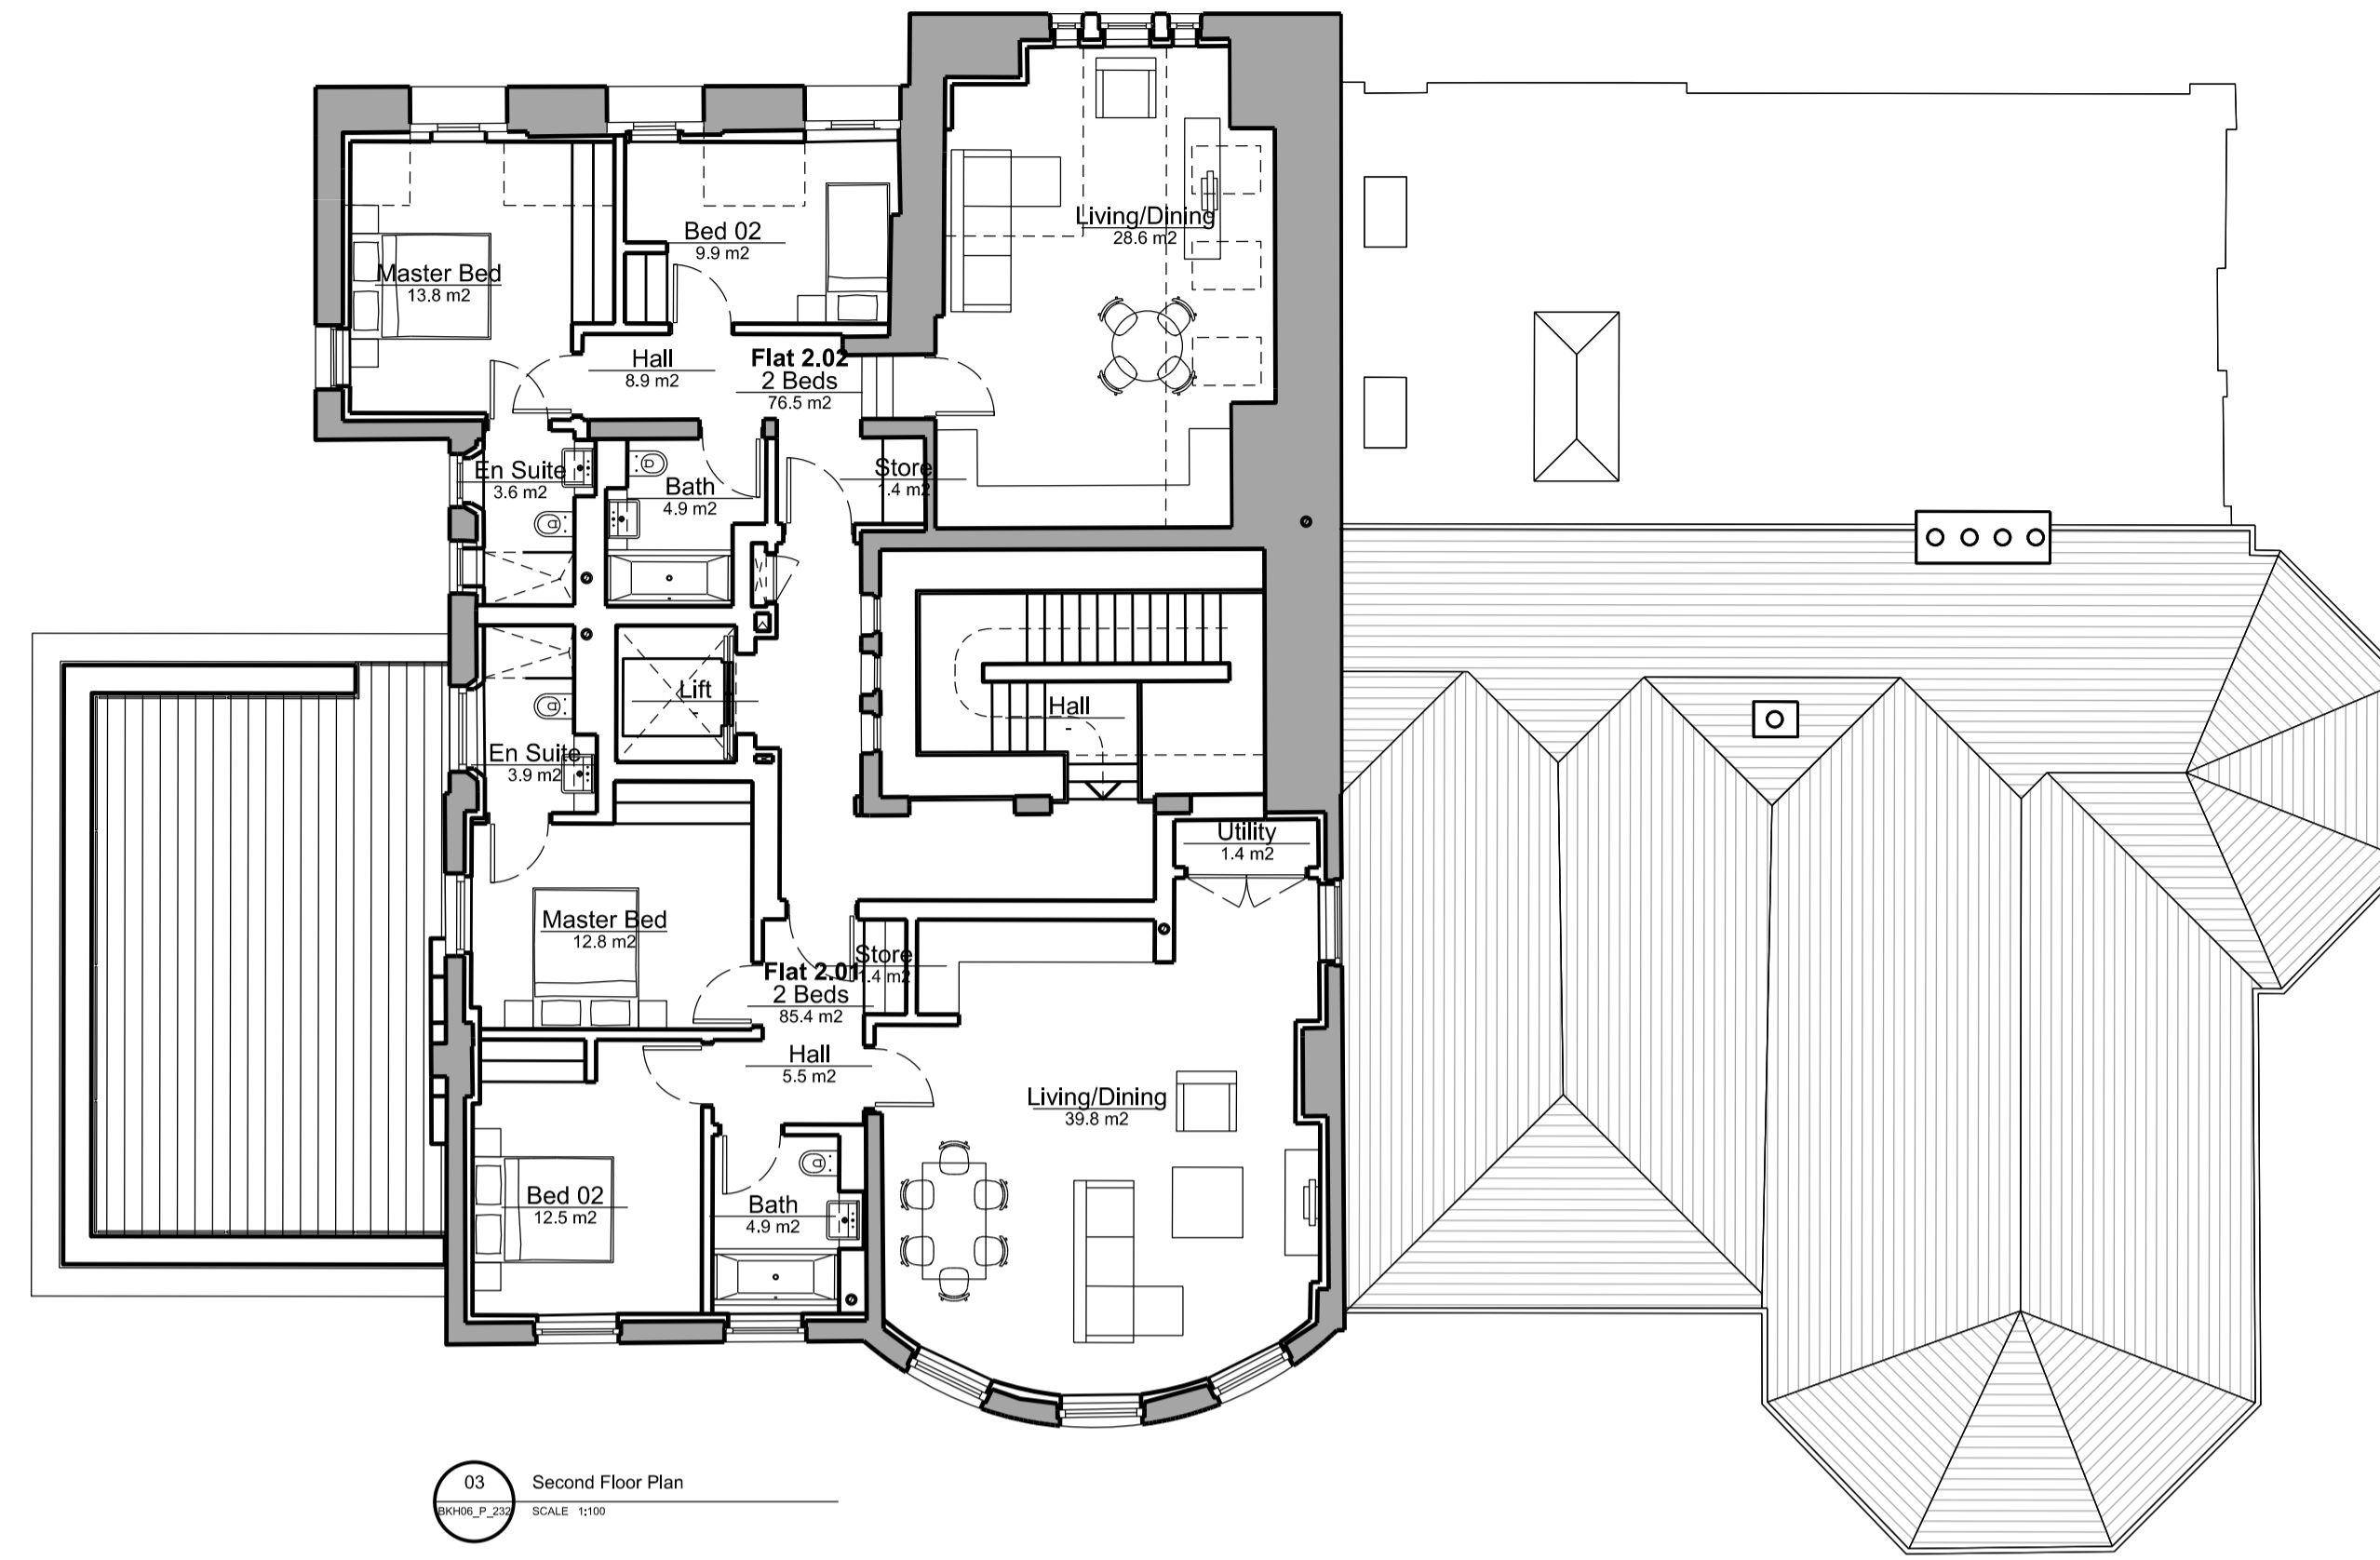 Living/Dining
28.6 m2
Bed 02
9.9 m2
Master Bed
13.8 m2
Hall
8.9 m2
Flat 2.02
2 Beds
76.5 m2
En Suite
3.6 m2
Bath
4.9 m2
Store
1.4 m2
Lift
-
Hall
-
En Suite
3.9 m2
Utility
1.4 m2
Master Bed
12.8 m2
Store
1.4 m2
Flat 2.01
2 Beds
85.4 m2
Hall
5.5 m2
Living/Dining
39.8 m2
Bed 02
12.5 m2
Bath
4.9 m2
03
Second Floor Plan
BKH06_P_232
SCALE 1:100